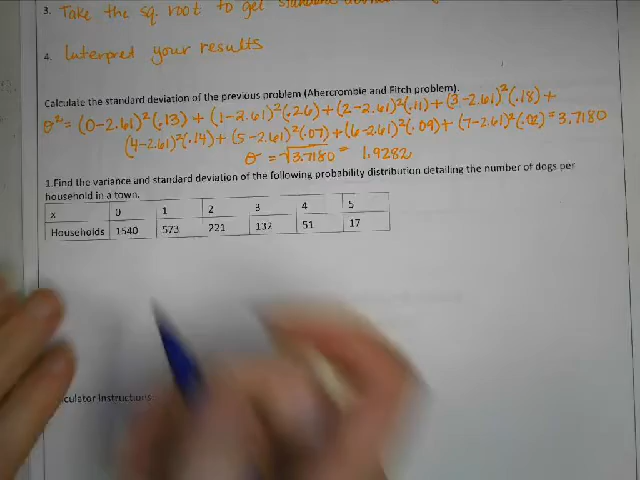 3. Take the sq. root to get standard
4. Interpred your results
Calculate the standard deviation of the previous problem (Abercrombie and Fitch problem).
θ² = (0-2.61)²(.13) + (1-2.61)²(.26) + (2-2.61)²(.11) + (3-2.61)²(.18) +
(4-2.61)²(.14) + (5-2.61)²(.07) + (6-2.61)²(.09) + (7-2.61)²(.02) = 3.7180
θ = √3.7180 = 1.9282
1.Find the variance and standard deviation of the following probability distribution detailing the number of dogs per
household in a town.
x 0 1 2 3 4 5
Households 1540 573 221 132 51 17
culator Instructions